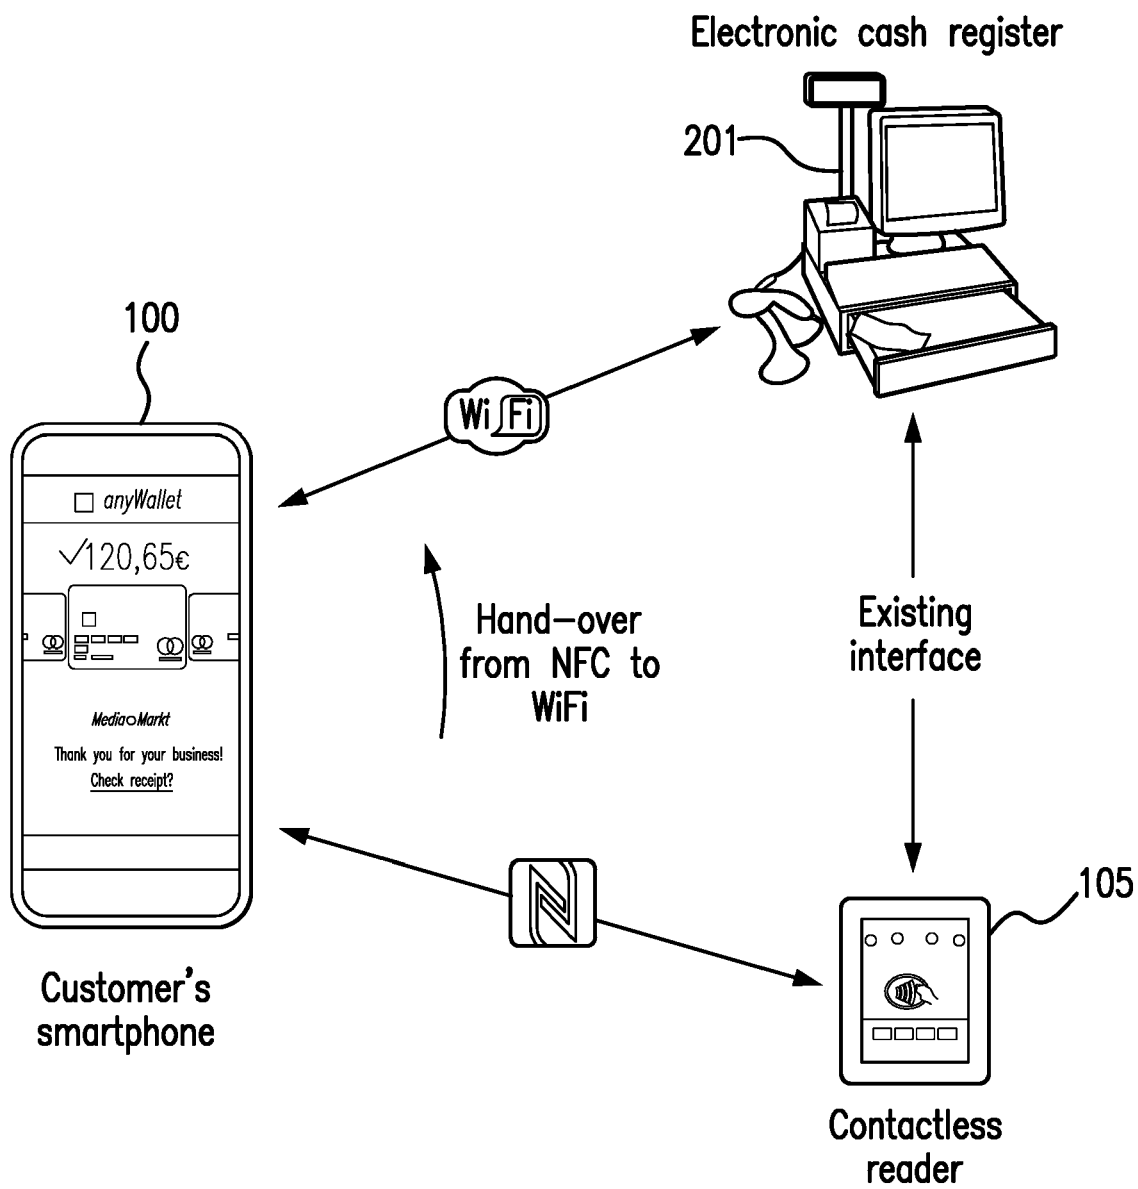 Electronic cash register
201
100
Wi Fi
anyWallet
120,65€
Hand-over
from NFC to
WiFi
Existing
interface
Media Markt
Thank you for your business!
Check receipt?
105
Customer's
smartphone
Contactless
reader